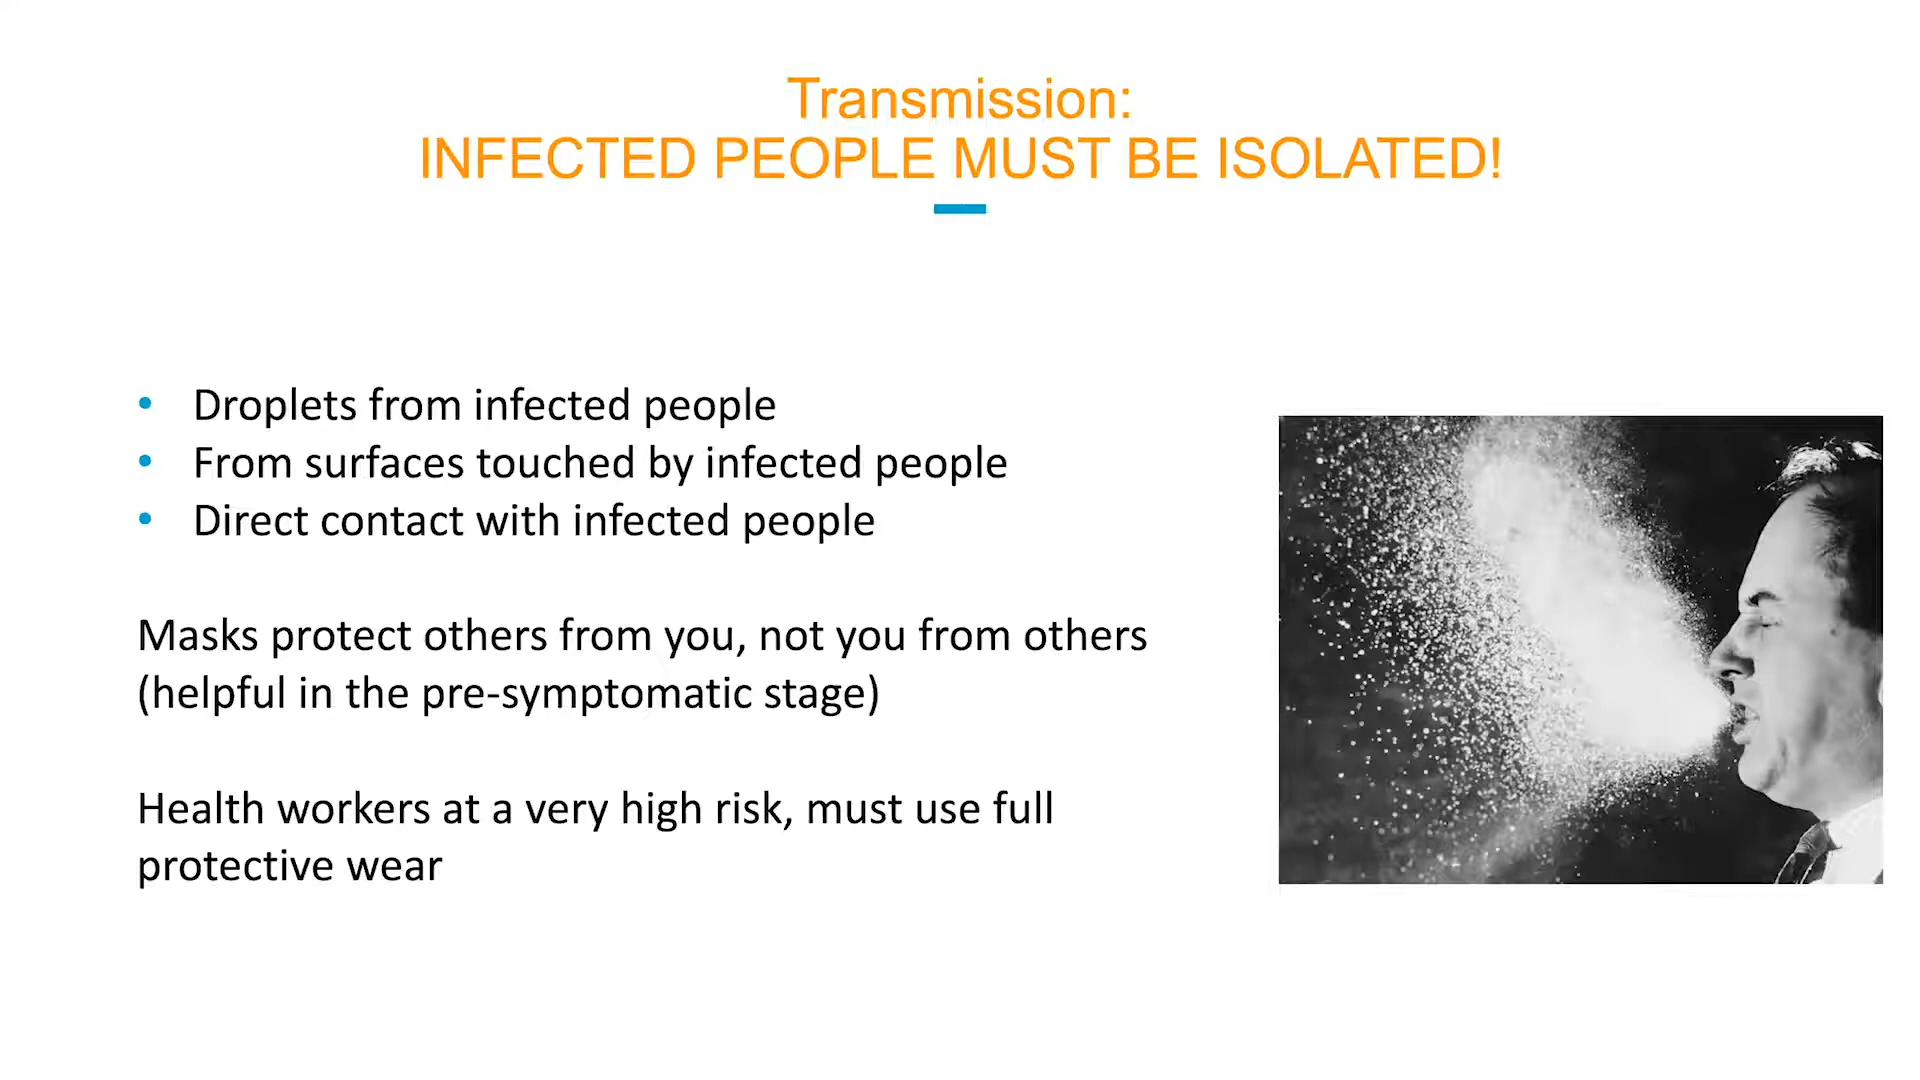 Transmission:
INFECTED PEOPLE MUST BE ISOLATED!
• Droplets from infected people
• From surfaces touched by infected people
• Direct contact with infected people
Masks protect others from you, not you from others
(helpful in the pre-symptomatic stage)
Health workers at a very high risk, must use full
protective wear